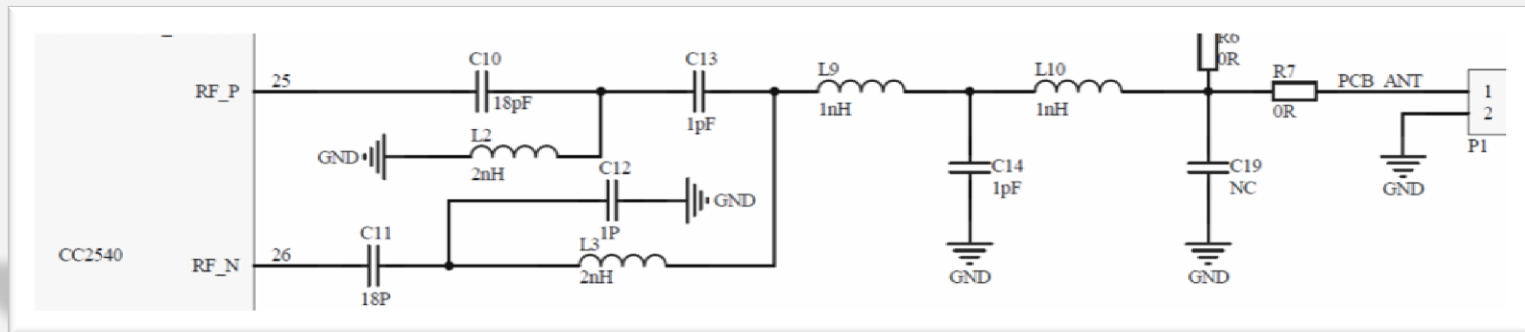 C10
C13
25
RF_P
18pF
1pF
L9
1nH
L10
1nH
R6
0R
R7
0R
PCB_ANT
1
2
P1
L2
GND
2nH
C12
GND
1P
C14
1pF
C19
NC
GND
C11
L3
26
CC2540
RF_N
2nH
18P
GND
GND